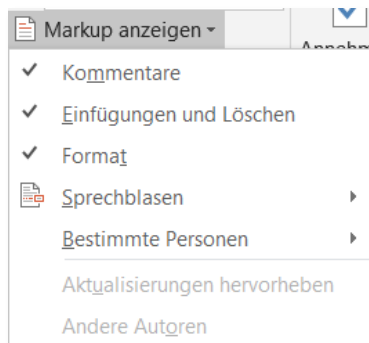 Markup anzeigen
Kommentare
Einfügungen und Löschen
Format
Sprechblasen
Bestimmte Personen
Aktualisierungen hervorheben
Andere Autoren